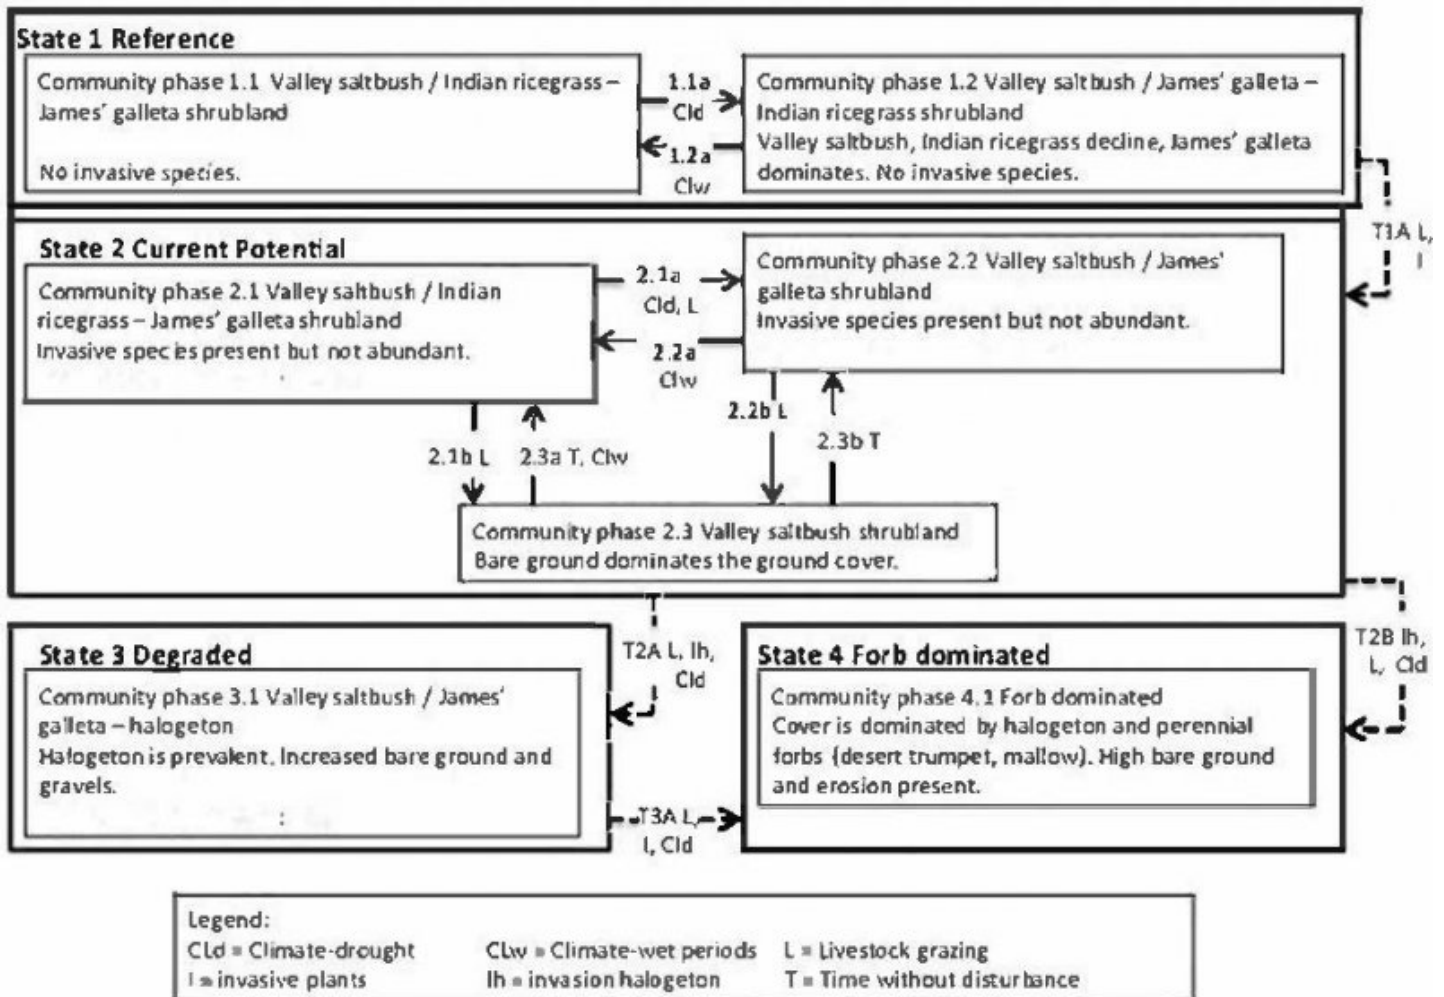 State 1 Reference
Community phase 1.1 Valley saltbush / Indian ricegrass –
James' galleta shrubland
No invasive species.
1.1a
Cld
1.2a
Clw
Community phase 1.2 Valley saltbush / James' galleta –
Indian ricegrass shrubland
Valley saltbush, Indian ricegrass decline, James' galleta
dominates. No invasive species.
T1A L,
I
State 2 Current Potential
Community phase 2.1 Valley saltbush / Indian
ricegrass – James' galleta shrubland
Invasive species present but not abundant.
2.1a
Cld, L
2.2a
Clw
Community phase 2.2 Valley saltbush / James'
galleta shrubland
Invasive species present but not abundant.
2.1b L
2.3a T, Clw
2.2b L
2.3b T
Community phase 2.3 Valley saltbush shrubland
Bare ground dominates the ground cover.
State 3 Degraded
Community phase 3.1 Valley saltbush / James'
galleta – halogeton
Halogeton is prevalent. Increased bare ground and
gravels.
T2A L, Ih,
Cld
T3A L,
I, Cld
State 4 Forb dominated
Community phase 4.1 Forb dominated
Cover is dominated by halogeton and perennial
forbs (desert trumpet, mallow). High bare ground
and erosion present.
T2B Ih,
L, Cld
Legend:
CLd = Climate-drought CLw = Climate-wet periods L = Livestock grazing
I = invasive plants Ih = invasion halogeton T = Time without disturbance